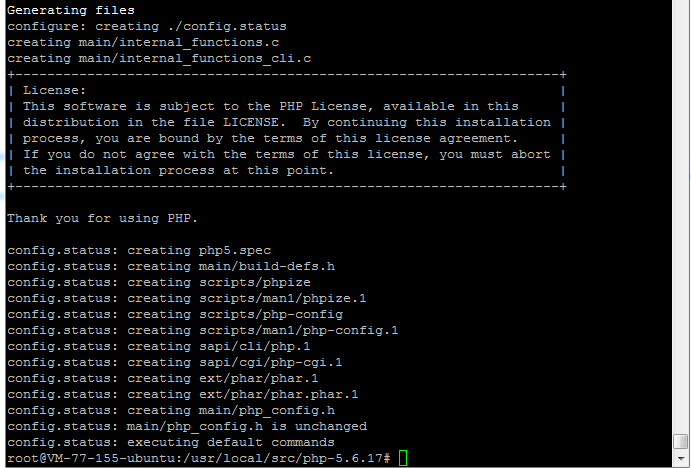 Generating files
configure: creating ./config.status
creating main/internal_functions.c
creating main/internal_functions_cli.c
+--------------------------------------------------------------------+
| License:                                                           |
| This software is subject to the PHP License, available in this     |
| distribution in the file LICENSE.  By continuing this installation |
| process, you are bound by the terms of this license agreement.     |
| If you do not agree with the terms of this license, you must abort |
| the installation process at this point.                            |
+--------------------------------------------------------------------+
Thank you for using PHP.
config.status: creating php5.spec
config.status: creating main/build-defs.h
config.status: creating scripts/phpize
config.status: creating scripts/man1/phpize.1
config.status: creating scripts/php-config
config.status: creating scripts/man1/php-config.1
config.status: creating sapi/cli/php.1
config.status: creating sapi/cgi/php-cgi.1
config.status: creating ext/phar/phar.1
config.status: creating ext/phar/phar.phar.1
config.status: creating main/php_config.h
config.status: main/php_config.h is unchanged
config.status: executing default commands
root@VM-77-155-ubuntu:/usr/local/src/php-5.6.17#